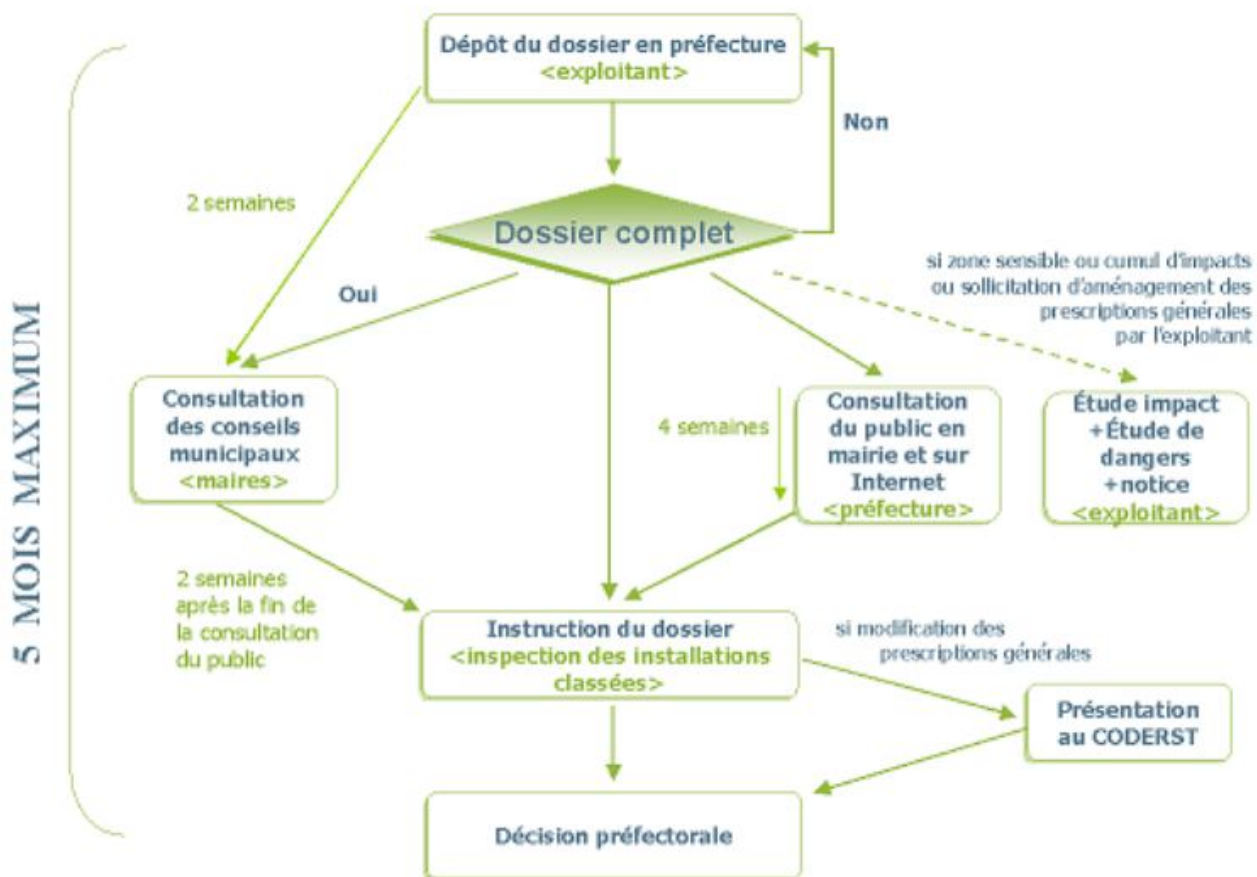 5 MOIS MAXIMUM
Dépôt du dossier en préfecture
<exploitant>
Non
2 semaines
Dossier complet
Oui
si zone sensible ou cumul d'impacts
ou sollicitation d'aménagement des
prescriptions générales
par l'exploitant
Consultation
des conseils
municipaux
<maires>
4 semaines
Consultation
du public en
mairie et sur
Internet
<préfecture>
Étude impact
+Étude de
dangers
+notice
<exploitant>
2 semaines
après la fin de
la consultation
du public
Instruction du dossier
<inspection des installations
classées>
si modification des
prescriptions générales
Présentation
au CODERST
Décision préfectorale